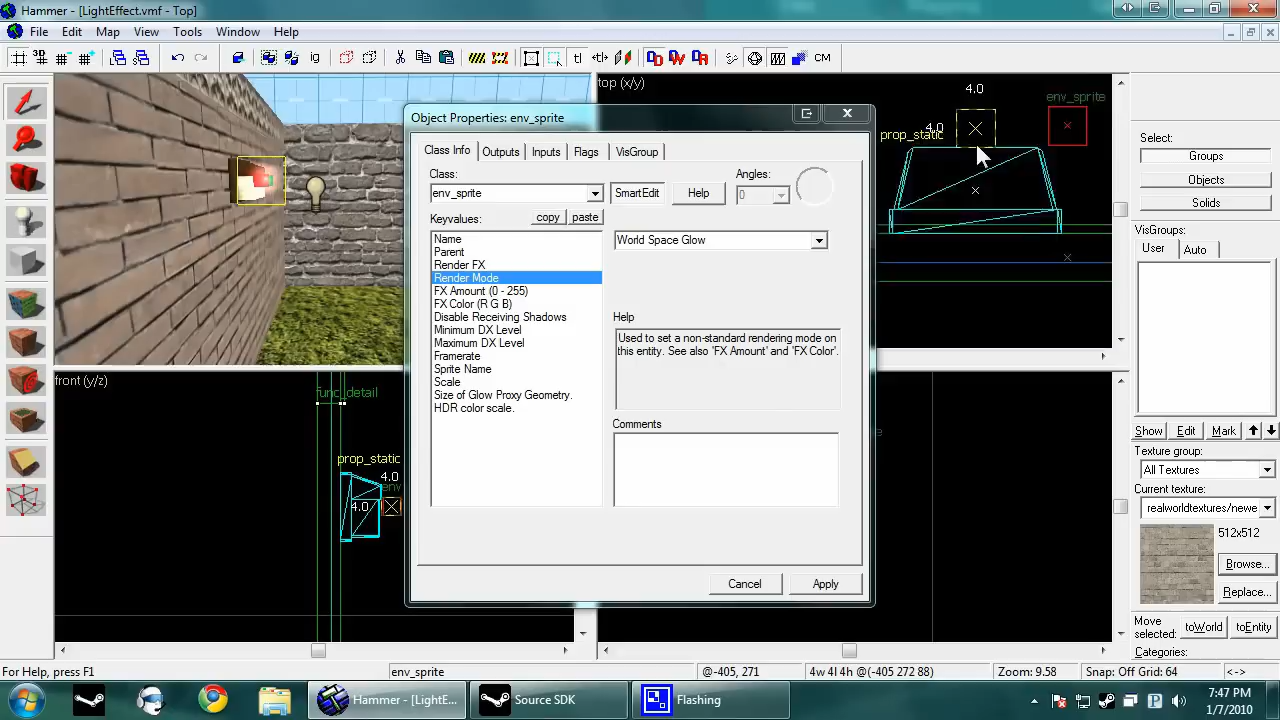 Hammer - [LightEffect.vmf - Top]
File Edit Map View Tools Window Help
3D
ig
tl
CM
top (x/y)
4.0
env_sprite
4.0
prop_static
Object Properties: env_sprite
Class Info Outputs Inputs Flags VisGroup
Class:
env_sprite
SmartEdit
Help
Angles:
0
Keyvalues:
copy
paste
Name
Parent
Render FX
Render Mode
FX Amount (0 - 255)
FX Color (R G B)
Disable Receiving Shadows
Minimum DX Level
Maximum DX Level
Framerate
Sprite Name
Scale
Size of Glow Proxy Geometry.
HDR color scale.
World Space Glow
Help
Used to set a non-standard rendering mode on
this entity. See also 'FX Amount' and 'FX Color'.
Comments
Cancel
Apply
front (y/z)
func_detail
prop_static
4.0
env
4.0
Select:
Groups
Objects
Solids
VisGroups:
User Auto
Show Edit Mark
Texture group:
All Textures
Current texture:
realworldtextures/newe
512x512
Browse...
Replace...
Move
selected:
toWorld
toEntity
Categories:
For Help, press F1
env_sprite
@-405, 271
4w 4l 4h @(-405 272 88)
Zoom: 9.58
Snap: Off Grid: 64
<->
Hammer - [LightE...
Source SDK
Flashing
P
7:47 PM
1/7/2010